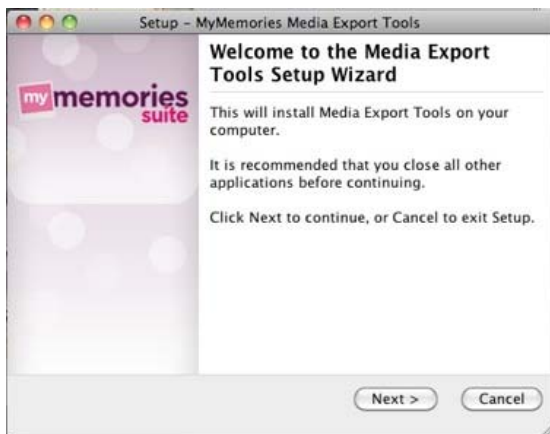 Setup – MyMemories Media Export Tools
my memories
suite
Welcome to the Media Export
Tools Setup Wizard
This will install Media Export Tools on your
computer.
It is recommended that you close all other
applications before continuing.
Click Next to continue, or Cancel to exit Setup.
Next >
Cancel